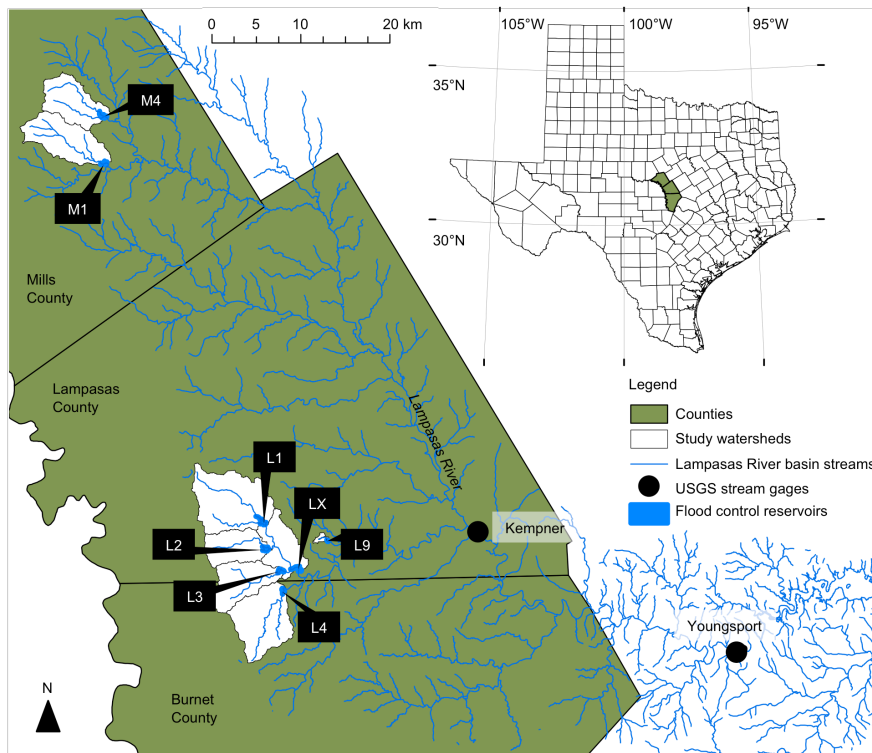 0 5 10 20 km
105°W 100°W 95°W
35°N
30°N
M4
M1
Mills
County
Lampasas
County
Lampasas River
L1
LX
L2
L9
L3
L4
Kempner
Youngsport
Burnet
County
N
Legend
Counties
Study watersheds
Lampasas River basin streams
USGS stream gages
Flood control reservoirs